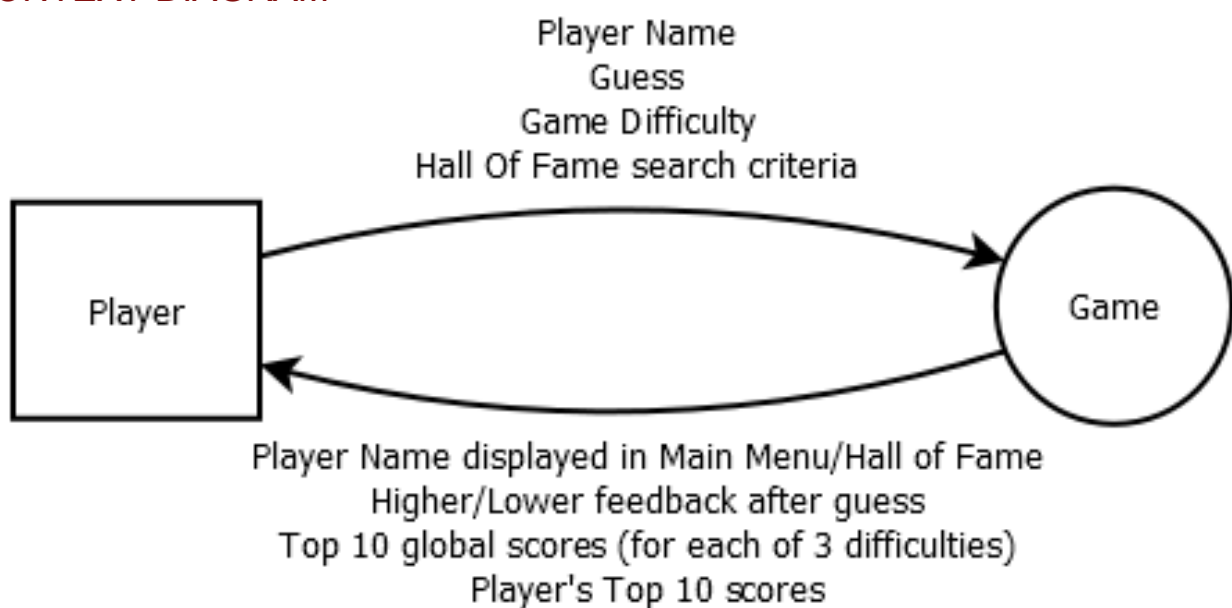 CONTEXT DIAGRAM
Player Name
Guess
Game Difficulty
Hall Of Fame search criteria
Player
Game
Player Name displayed in Main Menu/Hall of Fame
Higher/Lower feedback after guess
Top 10 global scores (for each of 3 difficulties)
Player's Top 10 scores